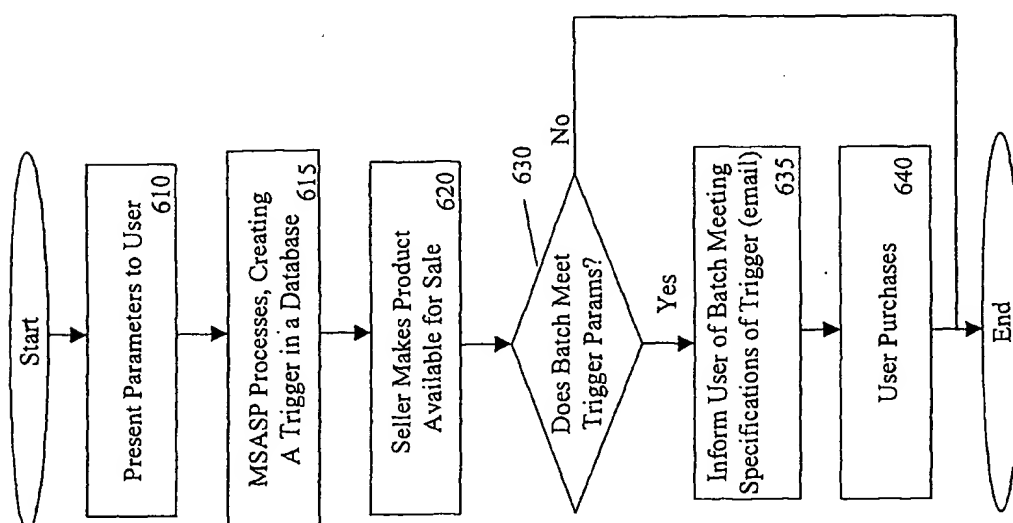 Start
Present Parameters to User
610
MSASP Processes, Creating
A Trigger in a Database
615
Seller Makes Product
Available for Sale
620
630
Does Batch Meet
Trigger Params?
No
Yes
Inform User of Batch Meeting
Specifications of Trigger (email)
635
User Purchases
640
End